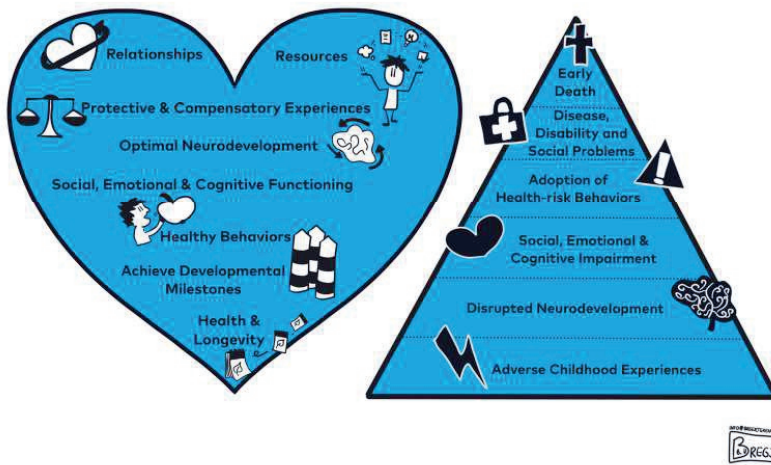 Relationships
Resources
Protective & Compensatory Experiences
Optimal Neurodevelopment
Social, Emotional & Cognitive Functioning
Healthy Behaviors
Achieve Developmental
Milestones
Health &
Longevity
Early
Death
Disease,
Disability and
Social Problems
Adoption of
Health-risk Behaviors
Social, Emotional &
Cognitive Impairment
Disrupted Neurodevelopment
Adverse Childhood Experiences